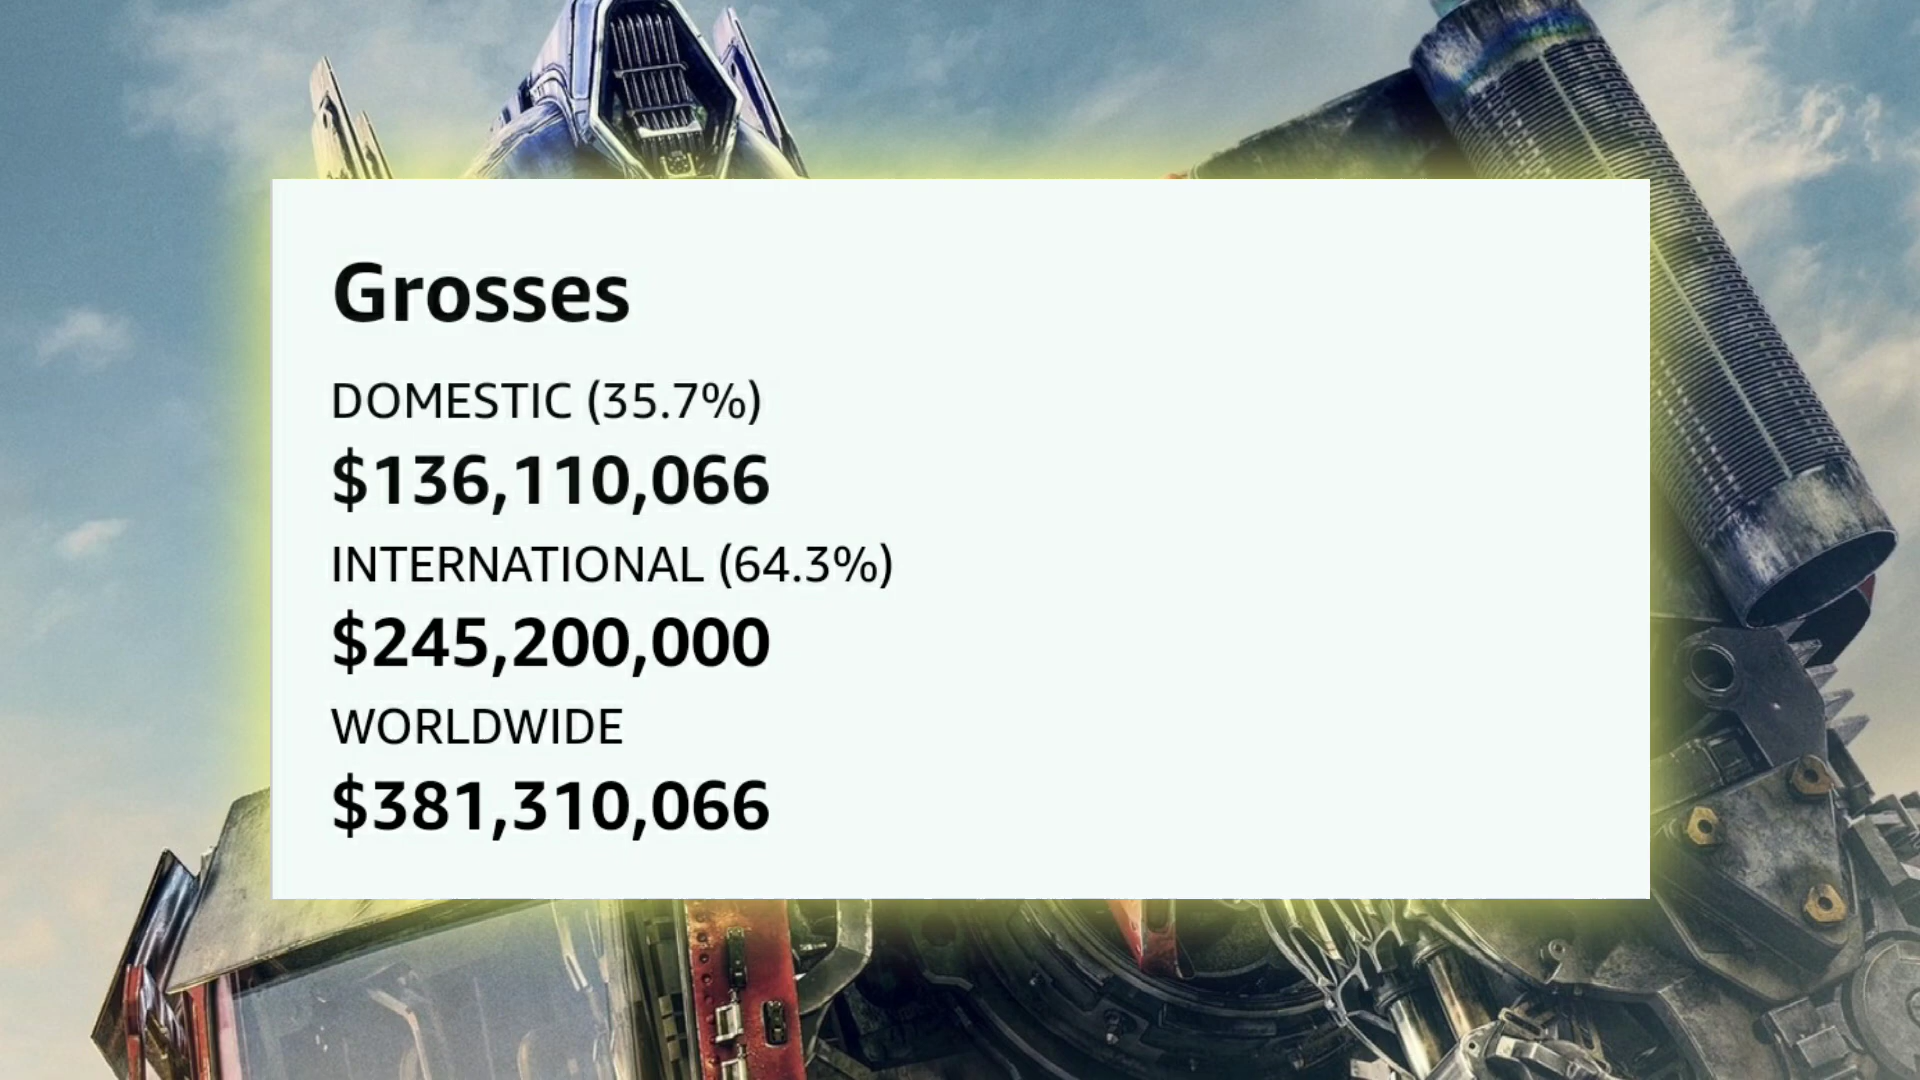 Grosses
DOMESTIC (35.7%)
$136,110,066
INTERNATIONAL (64.3%)
$245,200,000
WORLDWIDE
$381,310,066